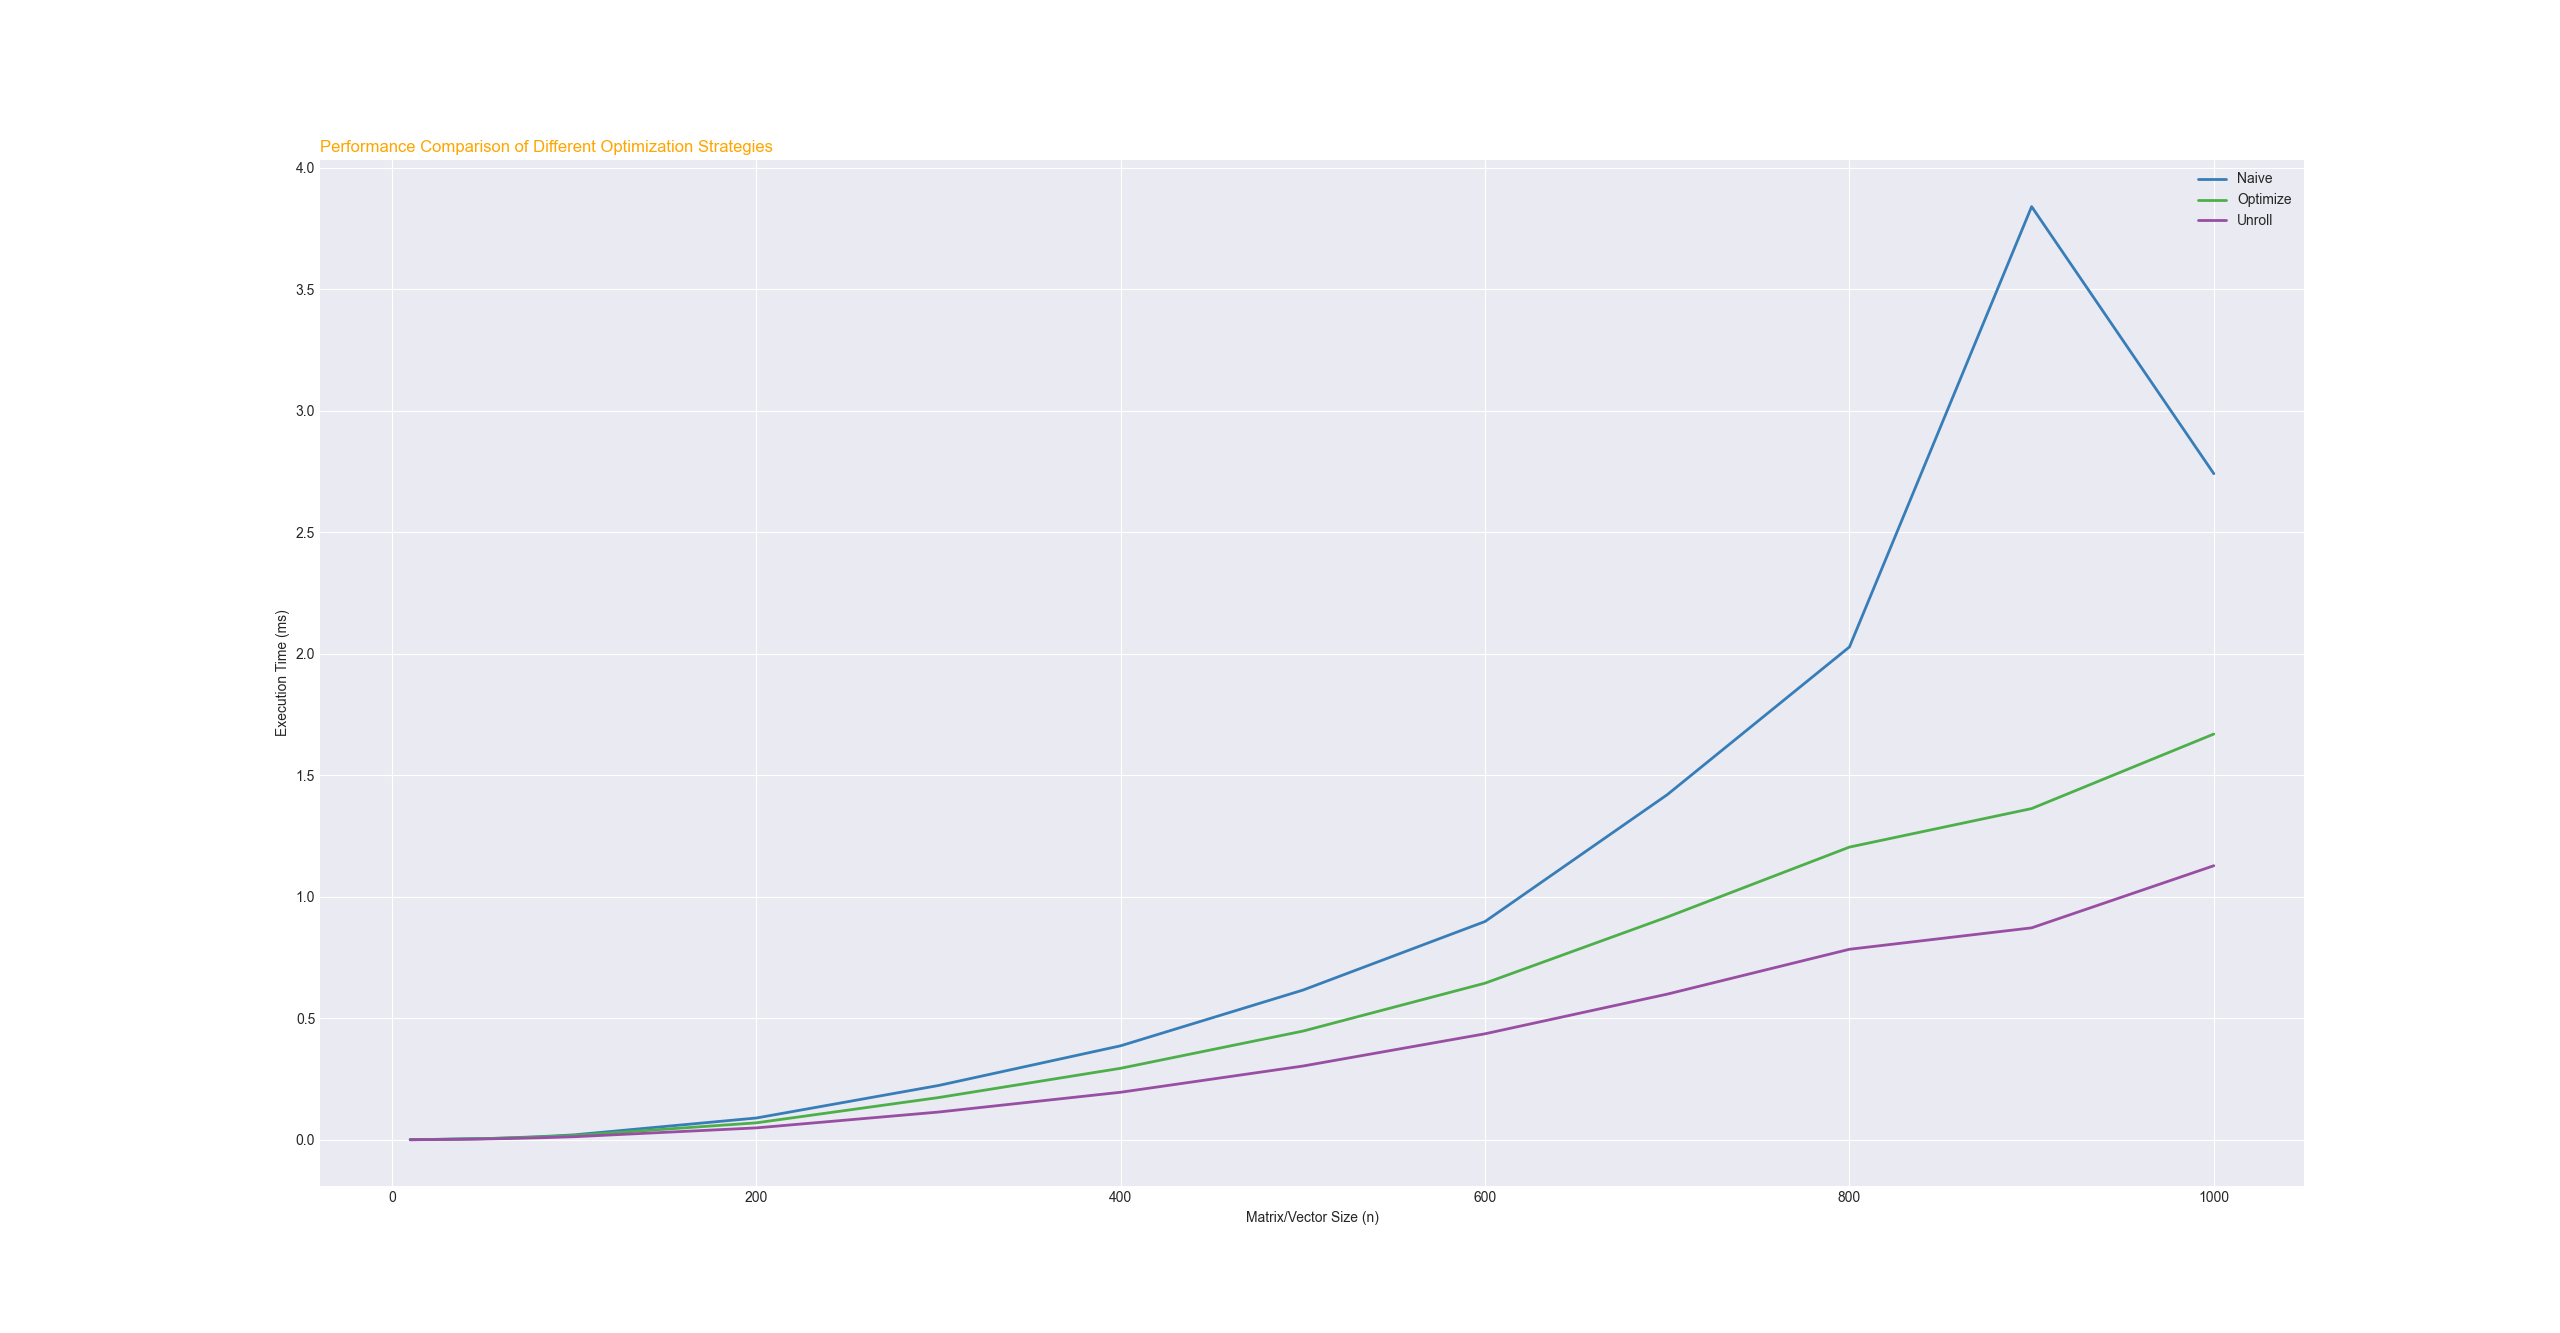 Performance Comparison of Different Optimization Strategies
4.0
3.5
3.0
2.5
2.0
1.5
1.0
0.5
0.0
Execution Time (ms)
Naive
Optimize
Unroll
0 200 400 600 800 1000
Matrix/Vector Size (n)